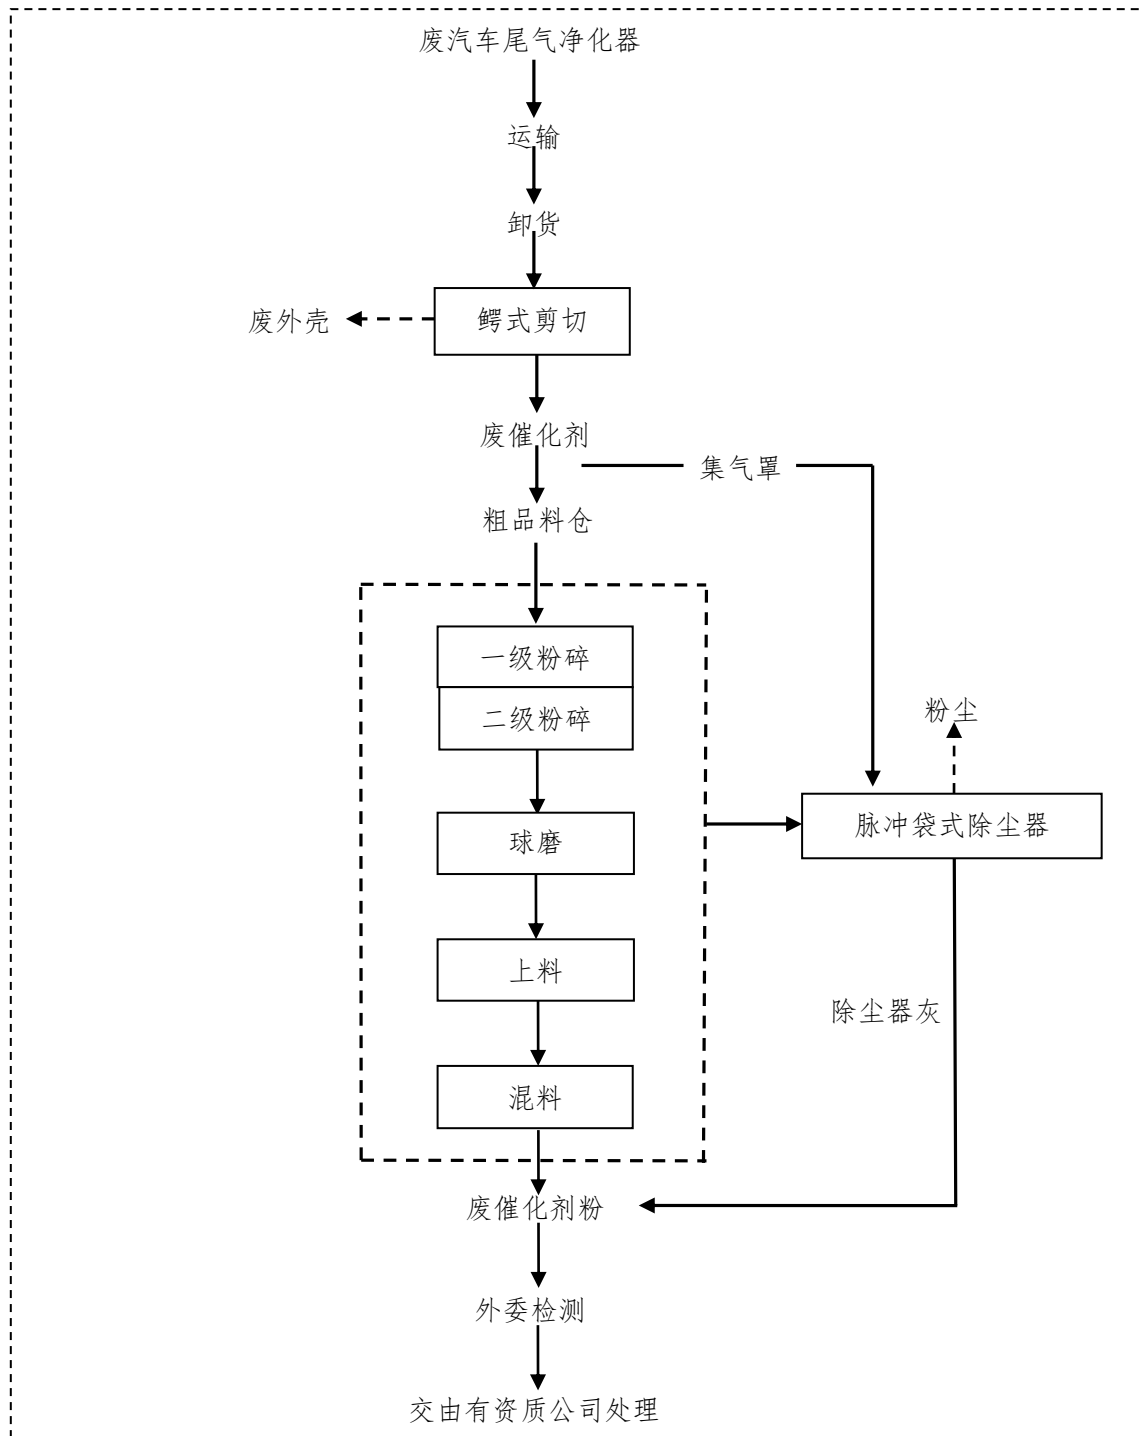 废汽车尾气净化器
运输
卸货
鳄式剪切
废外壳
废催化剂
集气罩
粗品料仓
一级粉碎
二级粉碎
粉尘
脉冲袋式除尘器
球磨
上料
除尘器灰
混料
废催化剂粉
外委检测
交由有资质公司处理